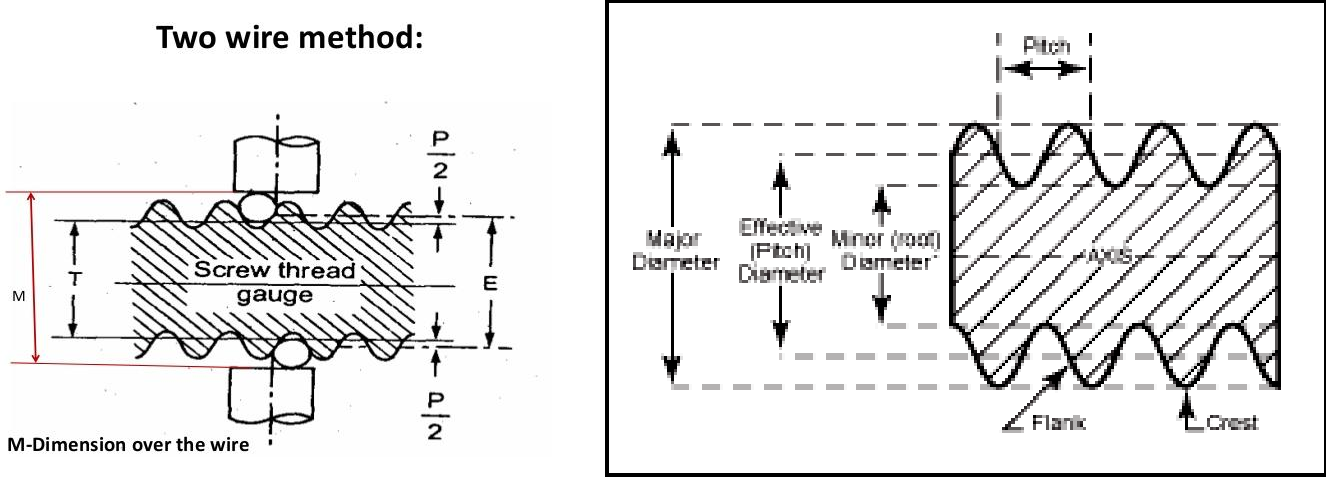 Two wire method:
P
2
M
T
Screw thread
gauge
E
P
2
M-Dimension over the wire
Pitch
Major
Diameter
Effective
(Pitch)
Diameter
Minor (root)
Diameter
AXIS
Flank
Crest